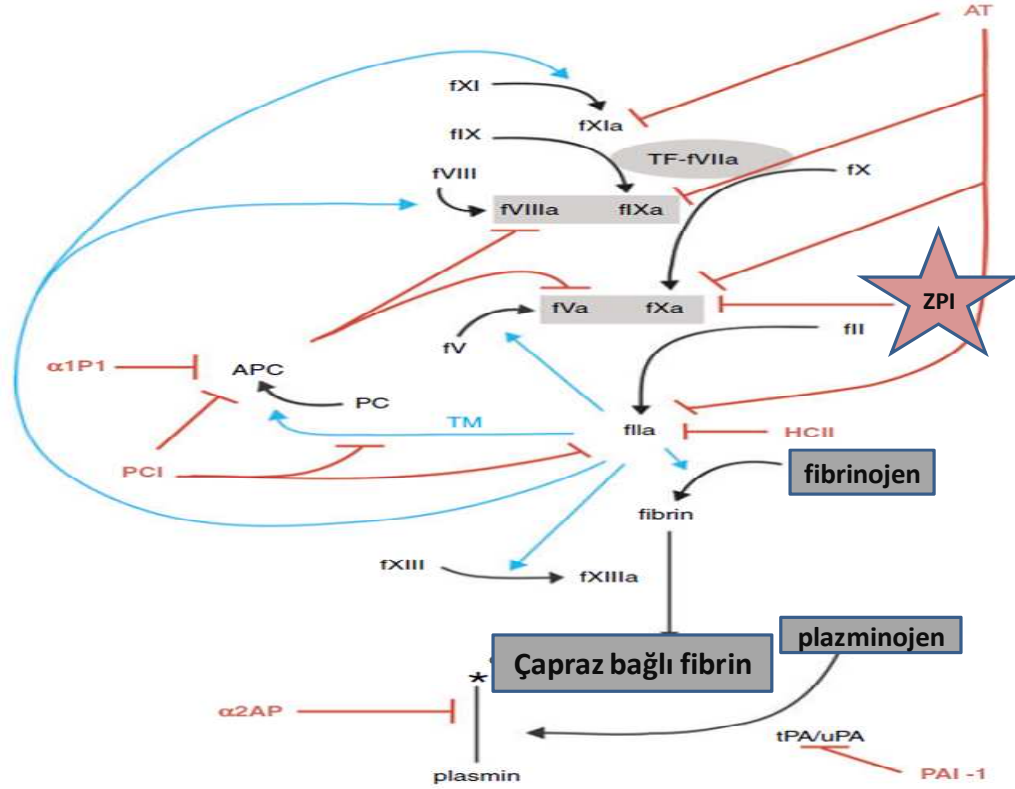 AT
fXI
fXIa
fIX
TF-fVIIa
fVIII
fX
fVIIIa fIXa
ZPI
fVa fXa
fV
fII
α1P1
APC
PC
TM
fIIa
HCII
PCI
fibrinojen
fibrin
fXIII
fXIIIa
plazminojen
Çapraz bağlı fibrin
*
α2AP
tPA/uPA
plasmin
PAI -1